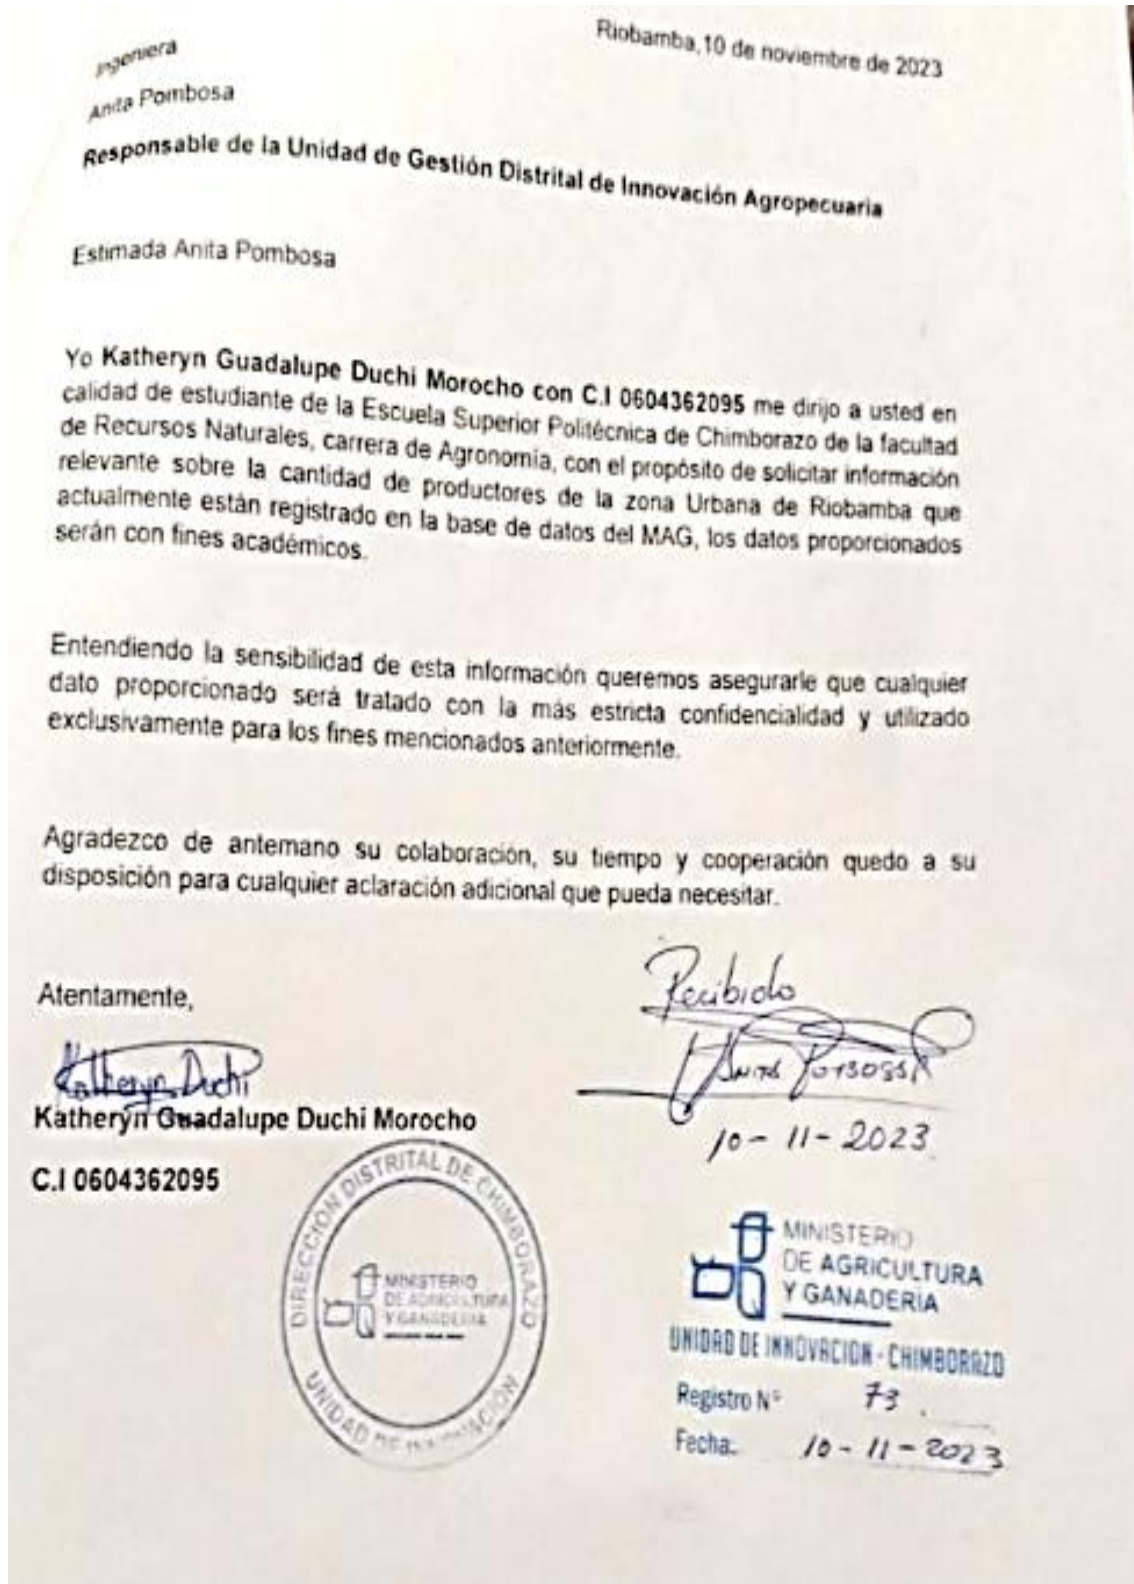 Riobamba, 10 de noviembre de 2023
Ingeniera
Anita Pombosa
Responsable de la Unidad de Gestión Distrital de Innovación Agropecuaria
Estimada Anita Pombosa
Yo Katheryn Guadalupe Duchi Morocho con C.I 0604362095 me dirijo a usted en
calidad de estudiante de la Escuela Superior Politécnica de Chimborazo de la facultad
de Recursos Naturales, carrera de Agronomía, con el propósito de solicitar información
relevante sobre la cantidad de productores de la zona Urbana de Riobamba que
actualmente están registrado en la base de datos del MAG, los datos proporcionados
serán con fines académicos.
Entendiendo la sensibilidad de esta información queremos asegurarle que cualquier
dato proporcionado será tratado con la más estricta confidencialidad y utilizado
exclusivamente para los fines mencionados anteriormente.
Agradezco de antemano su colaboración, su tiempo y cooperación quedo a su
disposición para cualquier aclaración adicional que pueda necesitar.
Atentamente,
Katheryn Duchi
Katheryn Guadalupe Duchi Morocho
C.I 0604362095
Recibido
Anita Pombosa
10-11-2023
DIRECCIÓN DISTRITAL DE CHIMBORAZO
MINISTERIO
DE AGRICULTURA
Y GANADERÍA
UNIDAD DE INNOVACIÓN
MINISTERIO
DE AGRICULTURA
Y GANADERÍA
UNIDAD DE INNOVACION - CHIMBORAZO
Registro Nº 73
Fecha: 10-11-2023